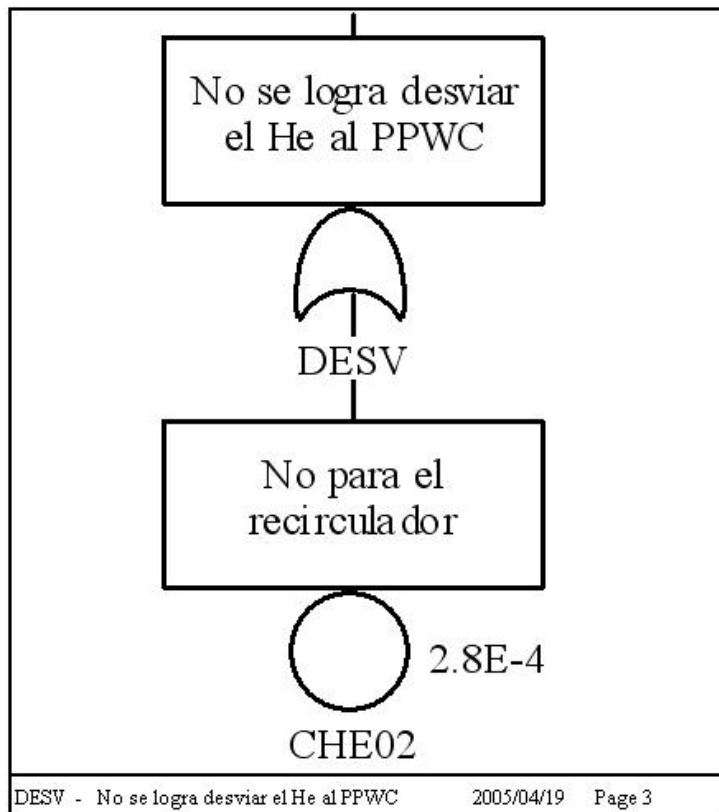 No se logra desviar
el He al PPWC
DESV
No para el
recirculador
2.8E-4
CHE02
DESV - No se logra desviar el He al PPWC 2005/04/19 Page 3